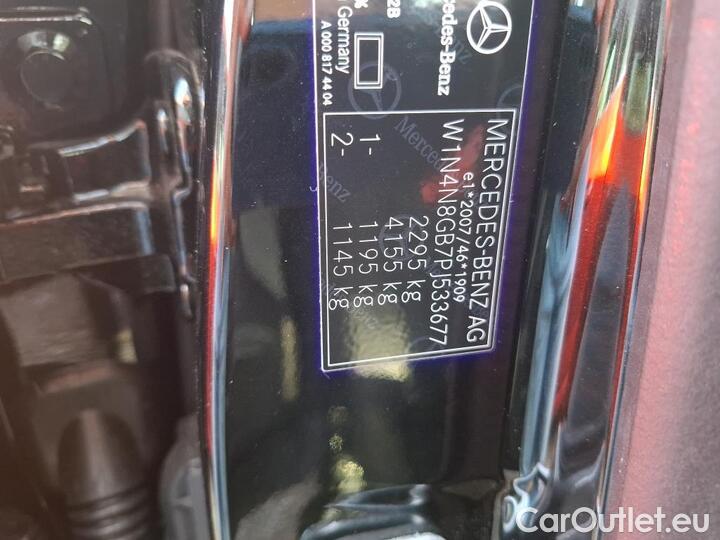 MERCEDES-BENZ AG
e1*2007/46*1909
W1N4N8GB7PJ533677
2295 kg
4155 kg
1- 1195 kg
2- 1145 kg
Germany
A 000 817 44 04
Mercedes-Benz
CarOutlet.eu